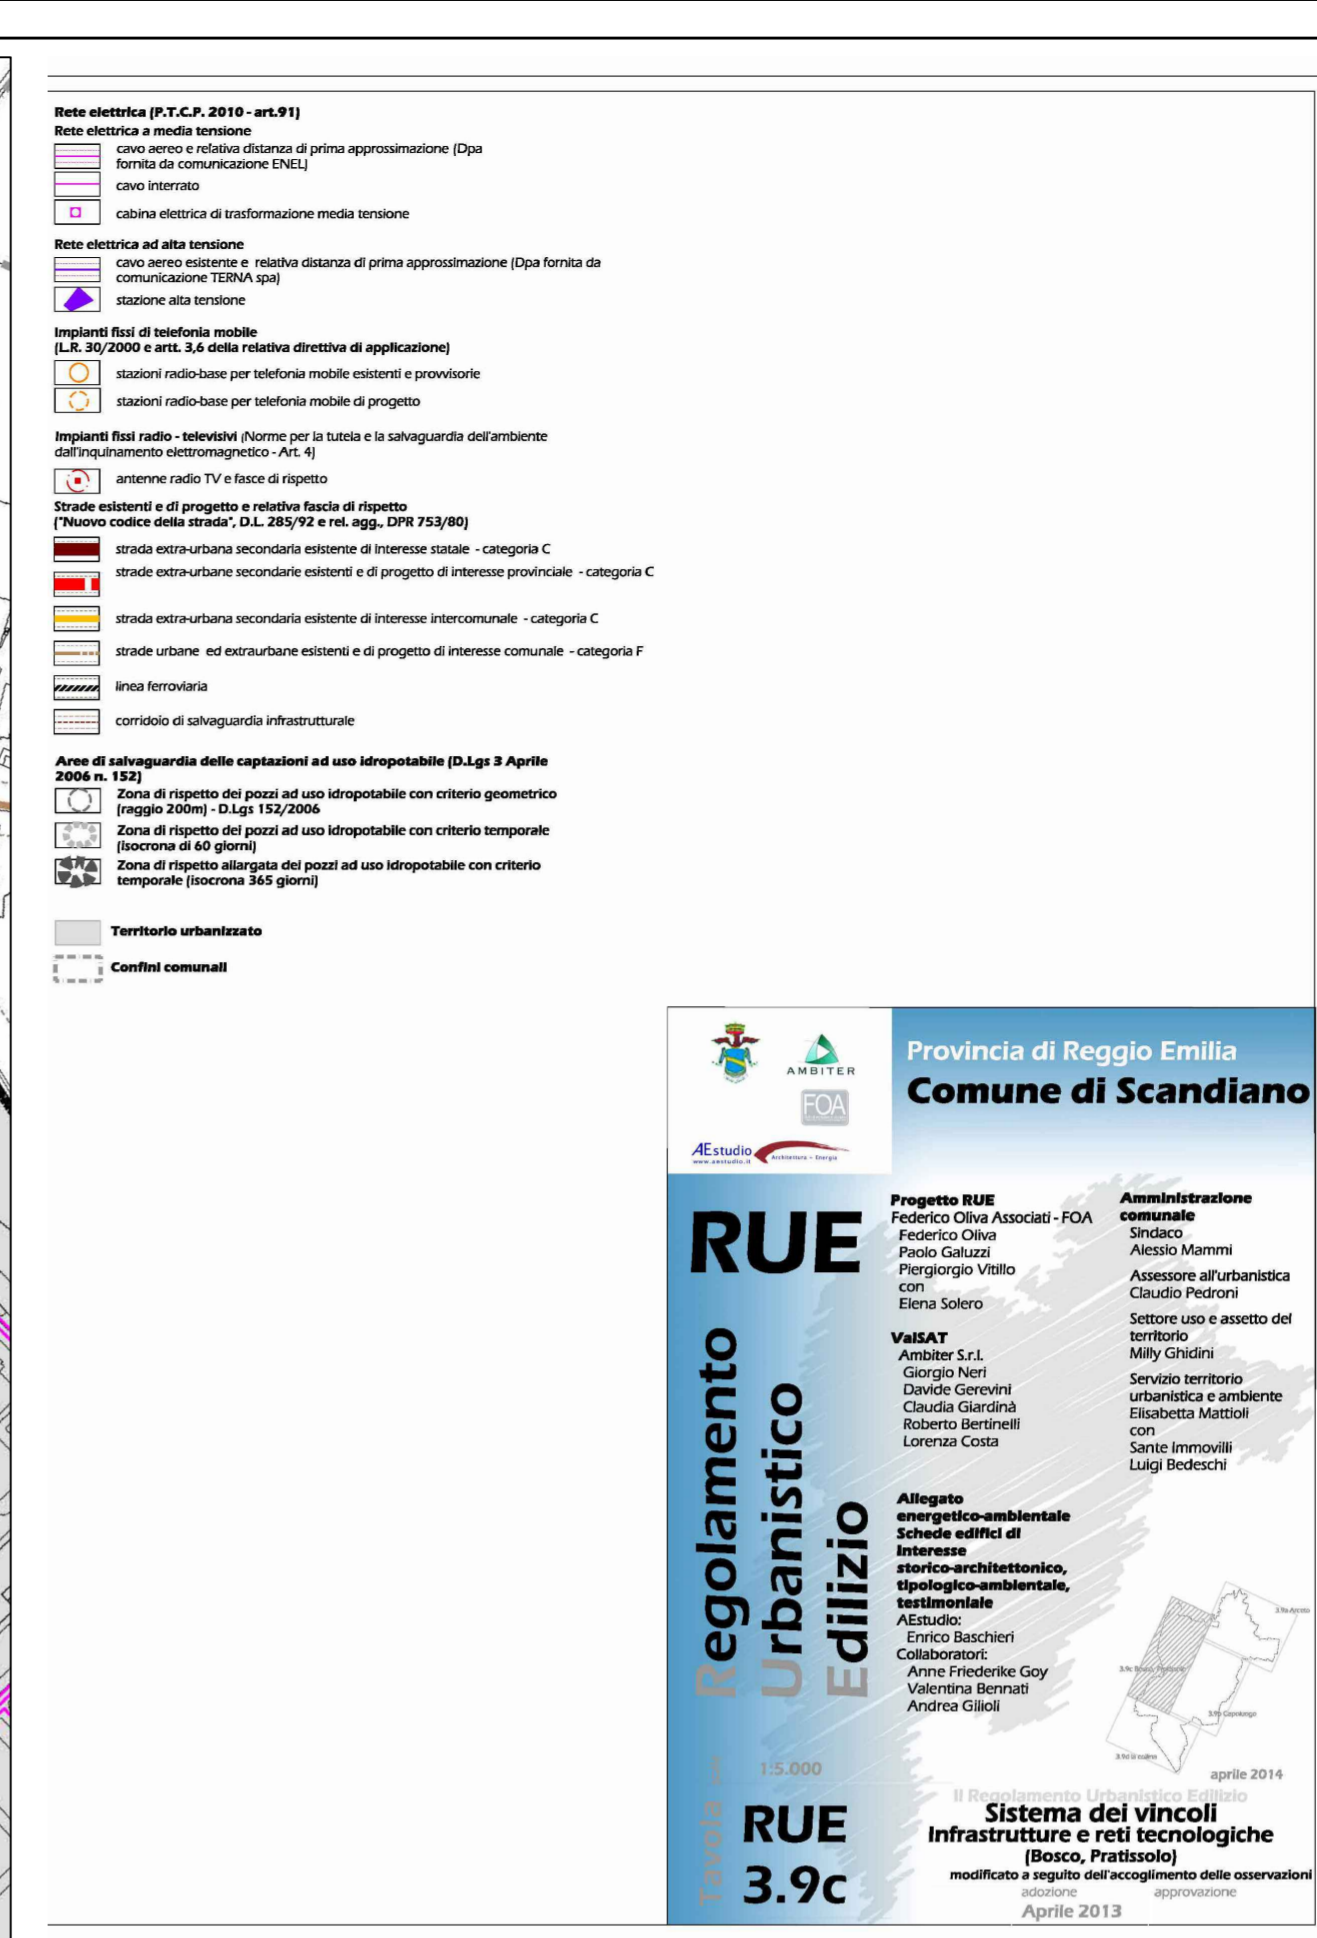 Rete elettrica (P.T.C.P. 2010 - art.91)
Rete elettrica a media tensione
cavo aereo e relativa distanza di prima approssimazione (Dpa
fornita da comunicazione ENEL)
cavo interrato
cabina elettrica di trasformazione media tensione
Rete elettrica ad alta tensione
cavo aereo esistente e relativa distanza di prima approssimazione (Dpa fornita da
comunicazione TERNA spa)
stazione alta tensione
Impianti fissi di telefonia mobile
(L.R. 30/2000 e artt. 3,6 della relativa direttiva di applicazione)
stazioni radio-base per telefonia mobile esistenti e provvisorie
stazioni radio-base per telefonia mobile di progetto
Impianti fissi radio - televisivi (Norme per la tutela e la salvaguardia dell'ambiente
dall'inquinamento elettromagnetico - Art. 4)
antenne radio TV e fasce di rispetto
Strade esistenti e di progetto e relativa fascia di rispetto
("Nuovo codice della strada", D.L. 285/92 e rel. agg., DPR 753/80)
strada extra-urbana secondaria esistente di interesse statale - categoria C
strade extra-urbane secondarie esistenti e di progetto di interesse provinciale - categoria C
strada extra-urbana secondaria esistente di interesse intercomunale - categoria C
strade urbane ed extraurbane esistenti e di progetto di interesse comunale - categoria F
linea ferroviaria
corridoio di salvaguardia infrastrutturale
Aree di salvaguardia delle captazioni ad uso idropotabile (D.Lgs 3 Aprile
2006 n. 152)
Zona di rispetto dei pozzi ad uso idropotabile con criterio geometrico
(raggio 200m) - D.Lgs 152/2006
Zona di rispetto dei pozzi ad uso idropotabile con criterio temporale
(isocrona di 60 giorni)
Zona di rispetto allargata dei pozzi ad uso idropotabile con criterio
temporale (isocrona 365 giorni)
Territorio urbanizzato
Confini comunali
AMBITER
FOA
AEstudio
www.aestudio.it
Architettura - Energia
Provincia di Reggio Emilia
Comune di Scandiano
RUE
Regolamento
Urbanistico
Edilizio
Progetto RUE
Federico Oliva Associati - FOA
Federico Oliva
Paolo Galuzzi
Piergiorgio Vitillo
con
Elena Solero
ValSAT
Ambiter S.r.l.
Giorgio Neri
Davide Gerevini
Claudia Giardinà
Roberto Bertinelli
Lorenza Costa
Allegato
energetico-ambientale
Schede edifici di
interesse
storico-architettonico,
tipologico-ambientale,
testimoniale
AEstudio:
Enrico Baschieri
Collaboratori:
Anne Friederike Goy
Valentina Bennati
Andrea Gilioli
Amministrazione
comunale
Sindaco
Alessio Mammi
Assessore all'urbanistica
Claudio Pedroni
Settore uso e assetto del
territorio
Milly Ghidini
Servizio territorio
urbanistica e ambiente
Elisabetta Mattioli
con
Sante Immovilli
Luigi Bedeschi
3.9a Arceto
3.9c Bosco, Pratissolo
3.9b Capoluogo
aprile 2014
1:5.000
Tavola
RUE
3.9c
Il Regolamento Urbanistico Edilizio
Sistema dei vincoli
Infrastrutture e reti tecnologiche
(Bosco, Pratissolo)
modificato a seguito dell'accoglimento delle osservazioni
adozione
approvazione
Aprile 2013